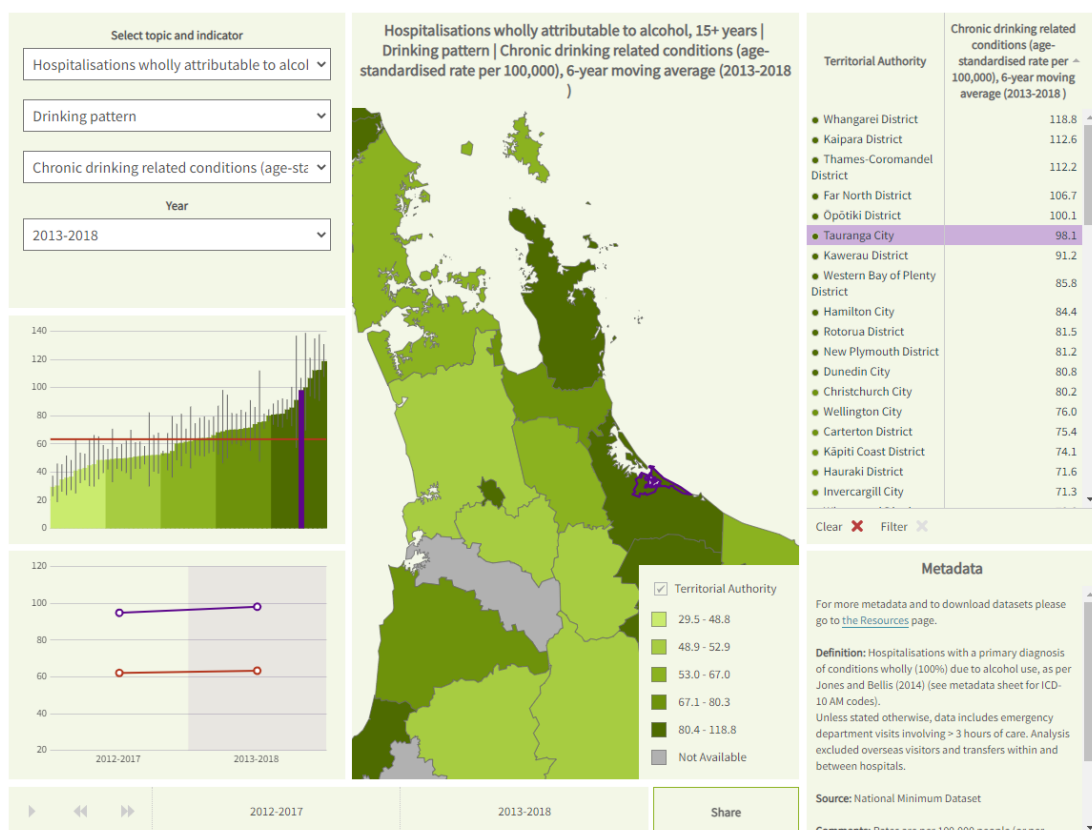 Select topic and indicator
Hospitalisations wholly attributable to alcol
Drinking pattern
Chronic drinking related conditions (age-sta
Year
2013-2018
140
120
100
80
60
40
20
0
120
100
80
60
40
20
2012-2017
2013-2018
Hospitalisations wholly attributable to alcohol, 15+ years |
Drinking pattern | Chronic drinking related conditions (age-
standardised rate per 100,000), 6-year moving average (2013-2018
)
Territorial Authority
29.5 - 48.8
48.9 - 52.9
53.0 - 67.0
67.1 - 80.3
80.4 - 118.8
Not Available
Territorial Authority
Chronic drinking related
conditions (age-
standardised rate per
100,000), 6-year moving
average (2013-2018 )
Whangarei District 118.8
Kaipara District 112.6
Thames-Coromandel
District 112.2
Far North District 106.7
Ōpōtiki District 100.1
Tauranga City 98.1
Kawerau District 91.2
Western Bay of Plenty
District 85.8
Hamilton City 84.4
Rotorua District 81.5
New Plymouth District 81.2
Dunedin City 80.8
Christchurch City 80.2
Wellington City 76.0
Carterton District 75.4
Kāpiti Coast District 74.1
Hauraki District 71.6
Invercargill City 71.3
Clear Filter
Metadata
For more metadata and to download datasets please
go to the Resources page.
Definition: Hospitalisations with a primary diagnosis
of conditions wholly (100%) due to alcohol use, as per
Jones and Bellis (2014) (see metadata sheet for ICD-
10 AM codes).
Unless stated otherwise, data includes emergency
department visits involving > 3 hours of care. Analysis
excluded overseas visitors and transfers within and
between hospitals.
Source: National Minimum Dataset
Comments: Rates are per 100,000 people (as per
2012-2017
2013-2018
Share